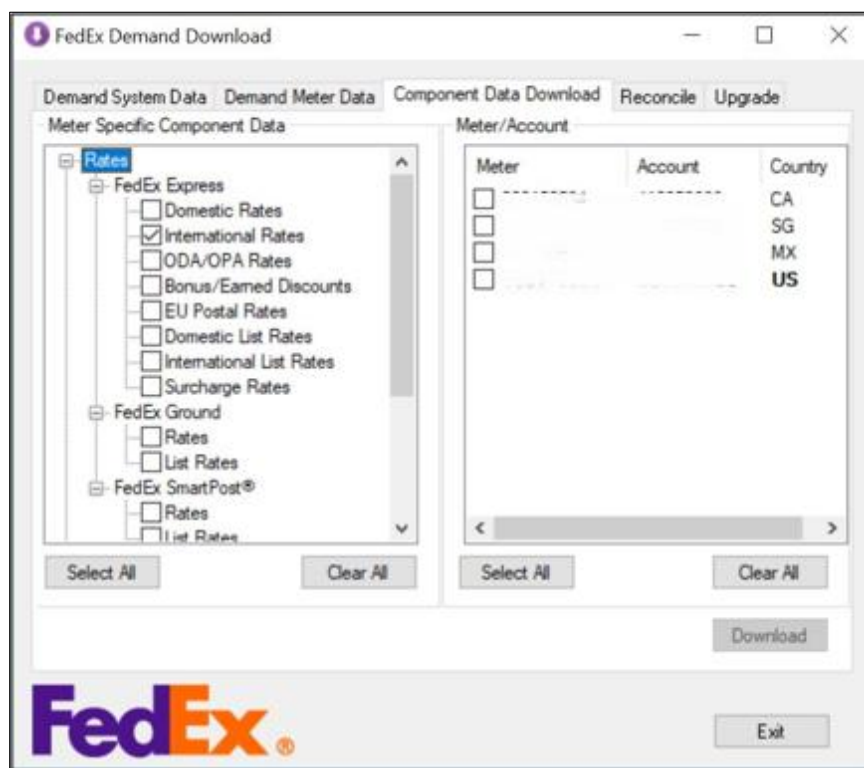 FedEx Demand Download
Demand System Data Demand Meter Data Component Data Download Reconcile Upgrade
Meter Specific Component Data
Rates
FedEx Express
Domestic Rates
International Rates
ODA/OPA Rates
Bonus/Earned Discounts
EU Postal Rates
Domestic List Rates
International List Rates
Surcharge Rates
FedEx Ground
Rates
List Rates
FedEx SmartPost®
Rates
List Rates
Select All Clear All
Meter/Account
Meter Account Country
CA
SG
MX
US
Select All Clear All
Download
FedEx®
Exit